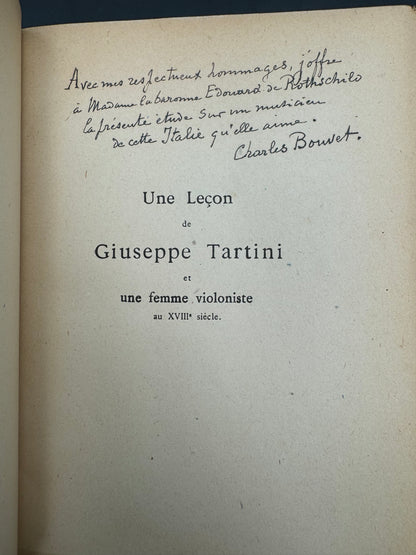 Avec mes respectueux hommages, j'offre
à Madame la baronne Edouard de Rothschild
la présente étude sur un musicien
de cette Italie qu'elle aime.
Charles Bouvet.
Une Leçon
de
Giuseppe Tartini
et
une femme violoniste
au XVIIIᵉ siècle.